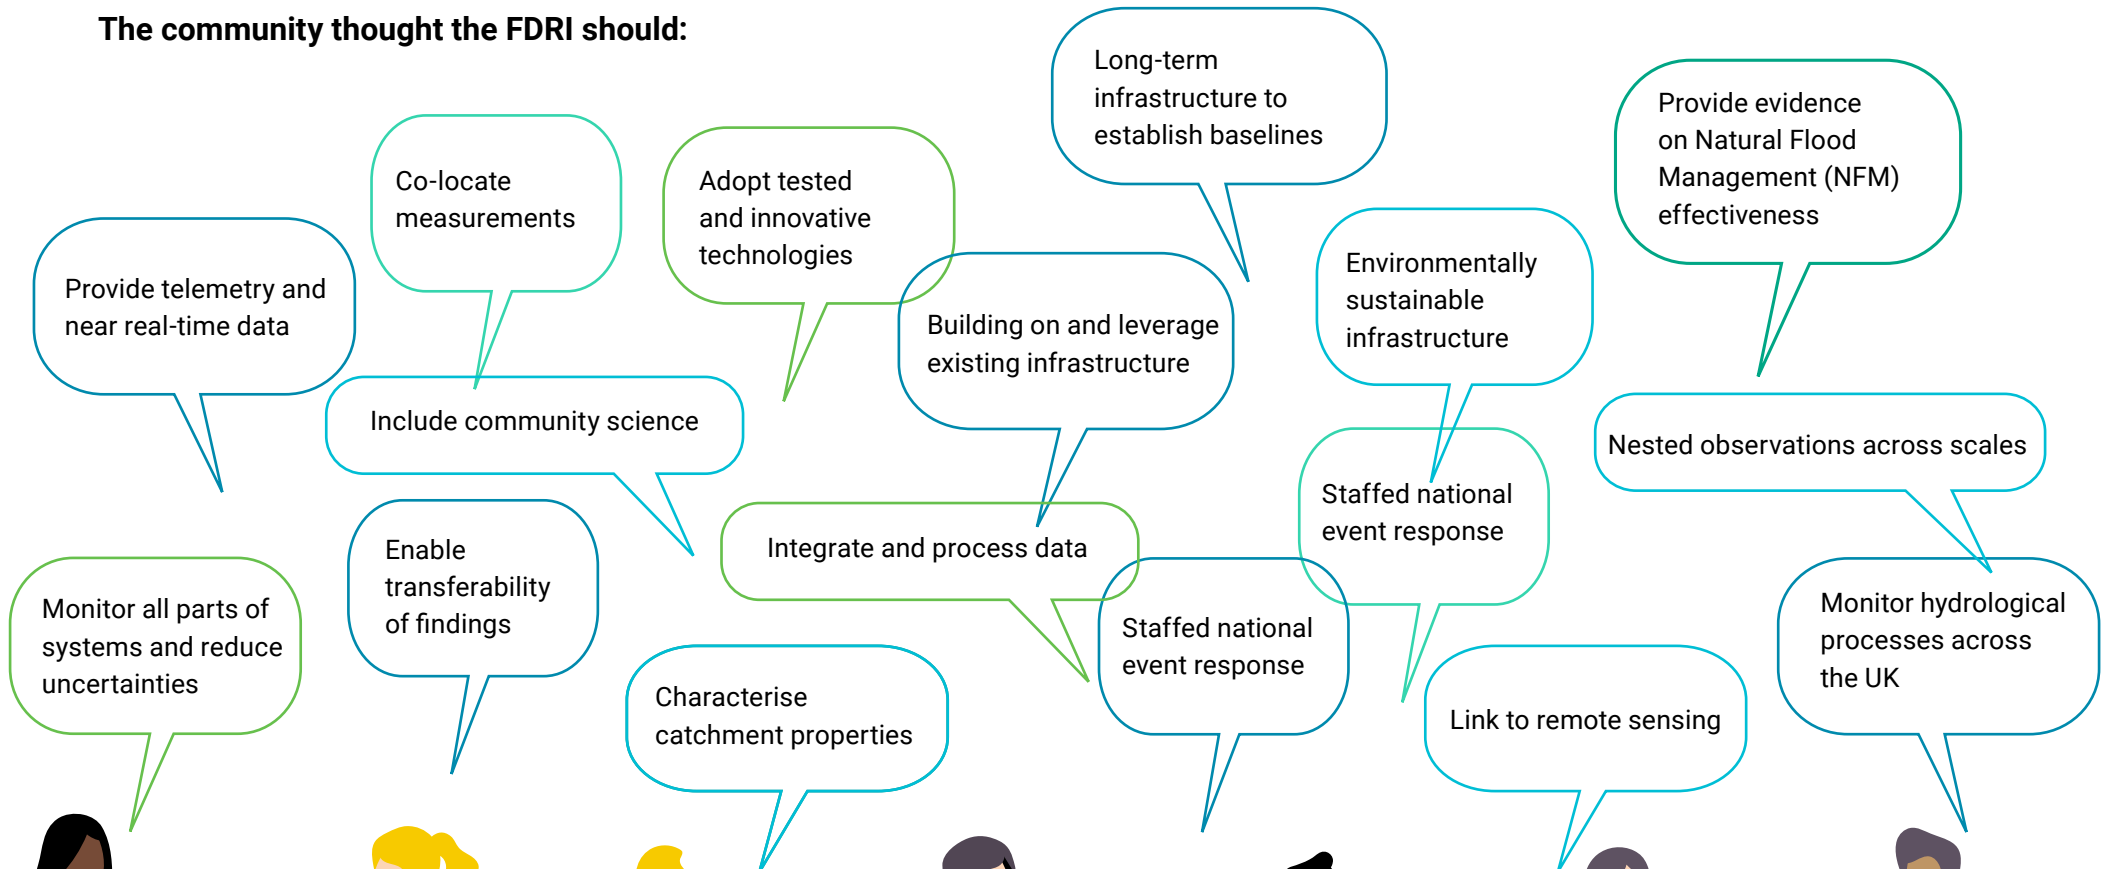 The community thought the FDRI should:
Long-term
infrastructure to
establish baselines
Provide evidence
on Natural Flood
Management (NFM)
effectiveness
Co-locate
measurements
Adopt tested
and innovative
technologies
Environmentally
sustainable
infrastructure
Provide telemetry and
near real-time data
Building on and leverage
existing infrastructure
Include community science
Nested observations across scales
Staffed national
event response
Enable
transferability
of findings
Integrate and process data
Monitor all parts of
systems and reduce
uncertainties
Staffed national
event response
Monitor hydrological
processes across
the UK
Characterise
catchment properties
Link to remote sensing